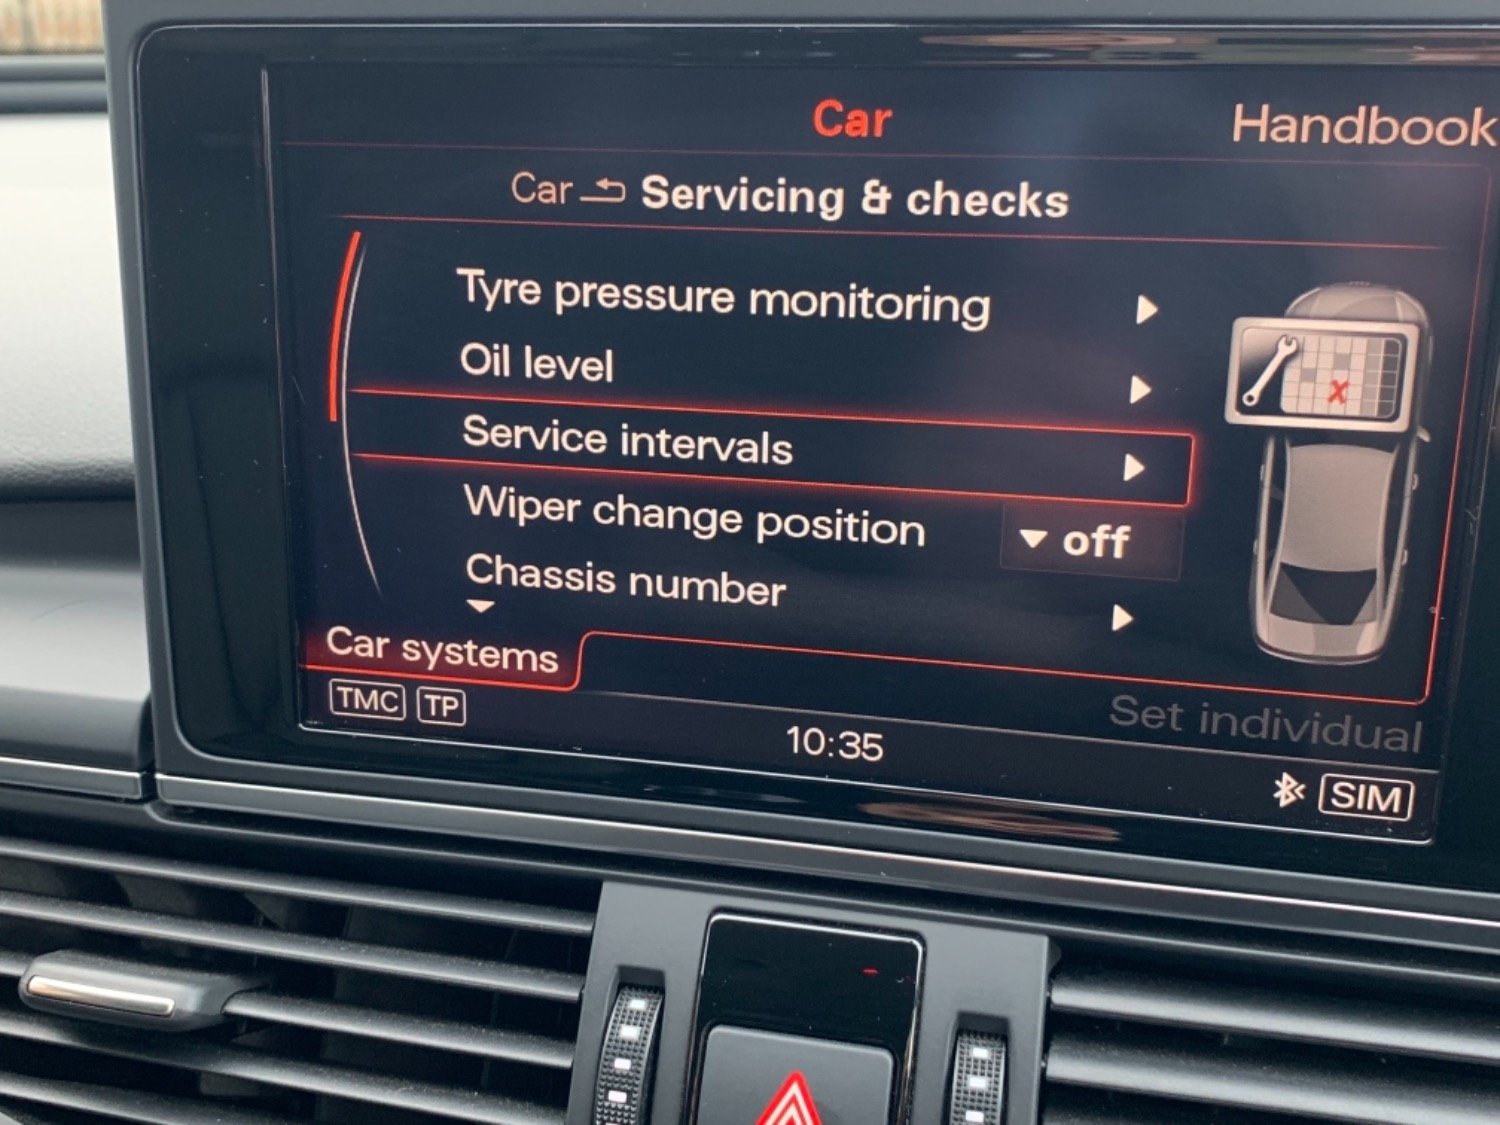 Car
Handbook
Car Servicing & checks
Tyre pressure monitoring
Oil level
Service intervals
Wiper change position
off
Chassis number
Car systems
TMC TP
Set individual
10:35
SIM